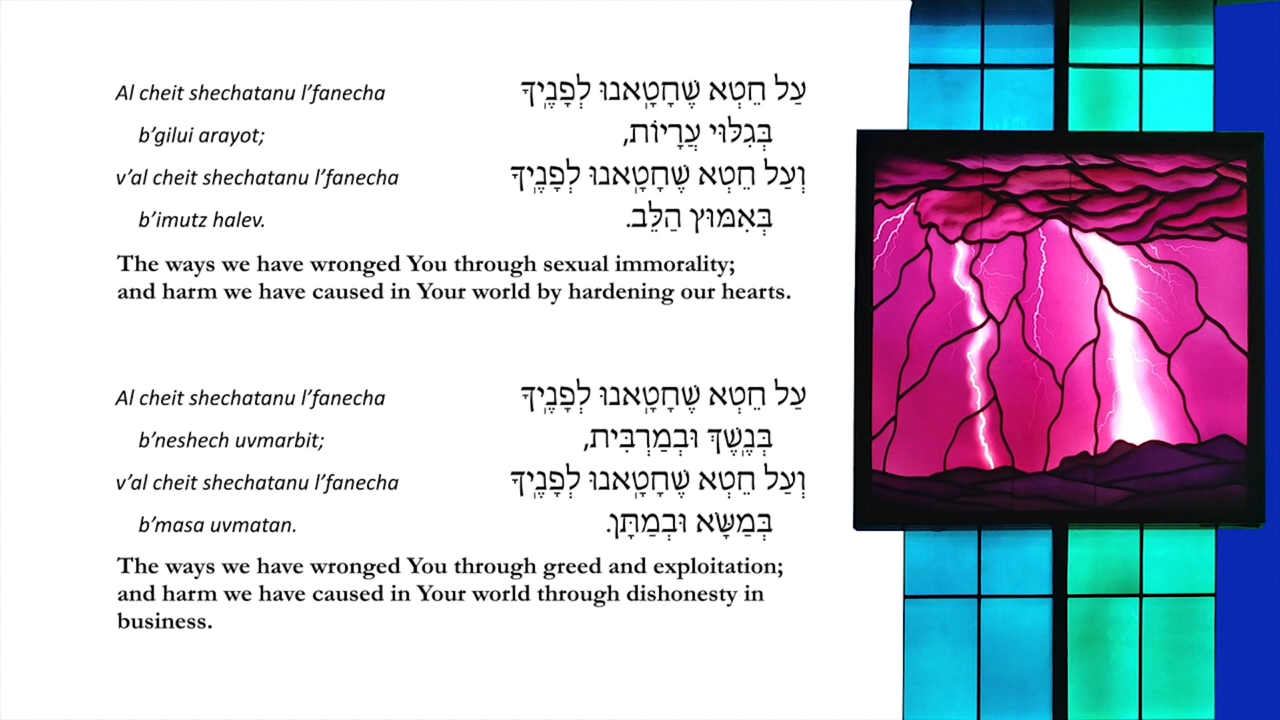 Al cheit shechatanu l’fanecha
עַל חֵטְא שֶׁחָטָֽאנוּ לְפָנֶֽיךָ
b’gilui arayot;
בְּגִלּוּי עֲרָיוֹת,
v’al cheit shechatanu l’fanecha
וְעַל חֵטְא שֶׁחָטָֽאנוּ לְפָנֶֽיךָ
b’imutz halev.
בְּאִמּוּץ הַלֵּב.
The ways we have wronged You through sexual immorality;
and harm we have caused in Your world by hardening our hearts.
Al cheit shechatanu l’fanecha
עַל חֵטְא שֶׁחָטָֽאנוּ לְפָנֶֽיךָ
b’neshech uvmarbit;
בְּנֶֽשֶׁךְ וּבְמַרְבִּית,
v’al cheit shechatanu l’fanecha
וְעַל חֵטְא שֶׁחָטָֽאנוּ לְפָנֶֽיךָ
b’masa uvmatan.
בְּמַשָּׂא וּבְמַתָּן.
The ways we have wronged You through greed and exploitation;
and harm we have caused in Your world through dishonesty in
business.